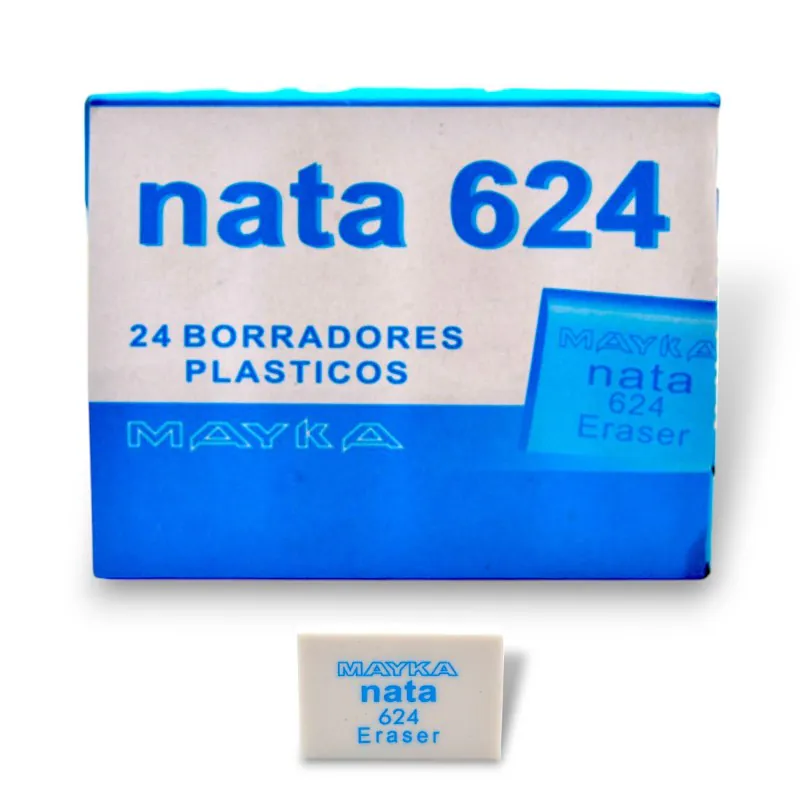 nata 624
24 BORRADORES
PLASTICOS
MAYKA
MAYKA
nata
624
Eraser
MAYKA
nata
624
Eraser